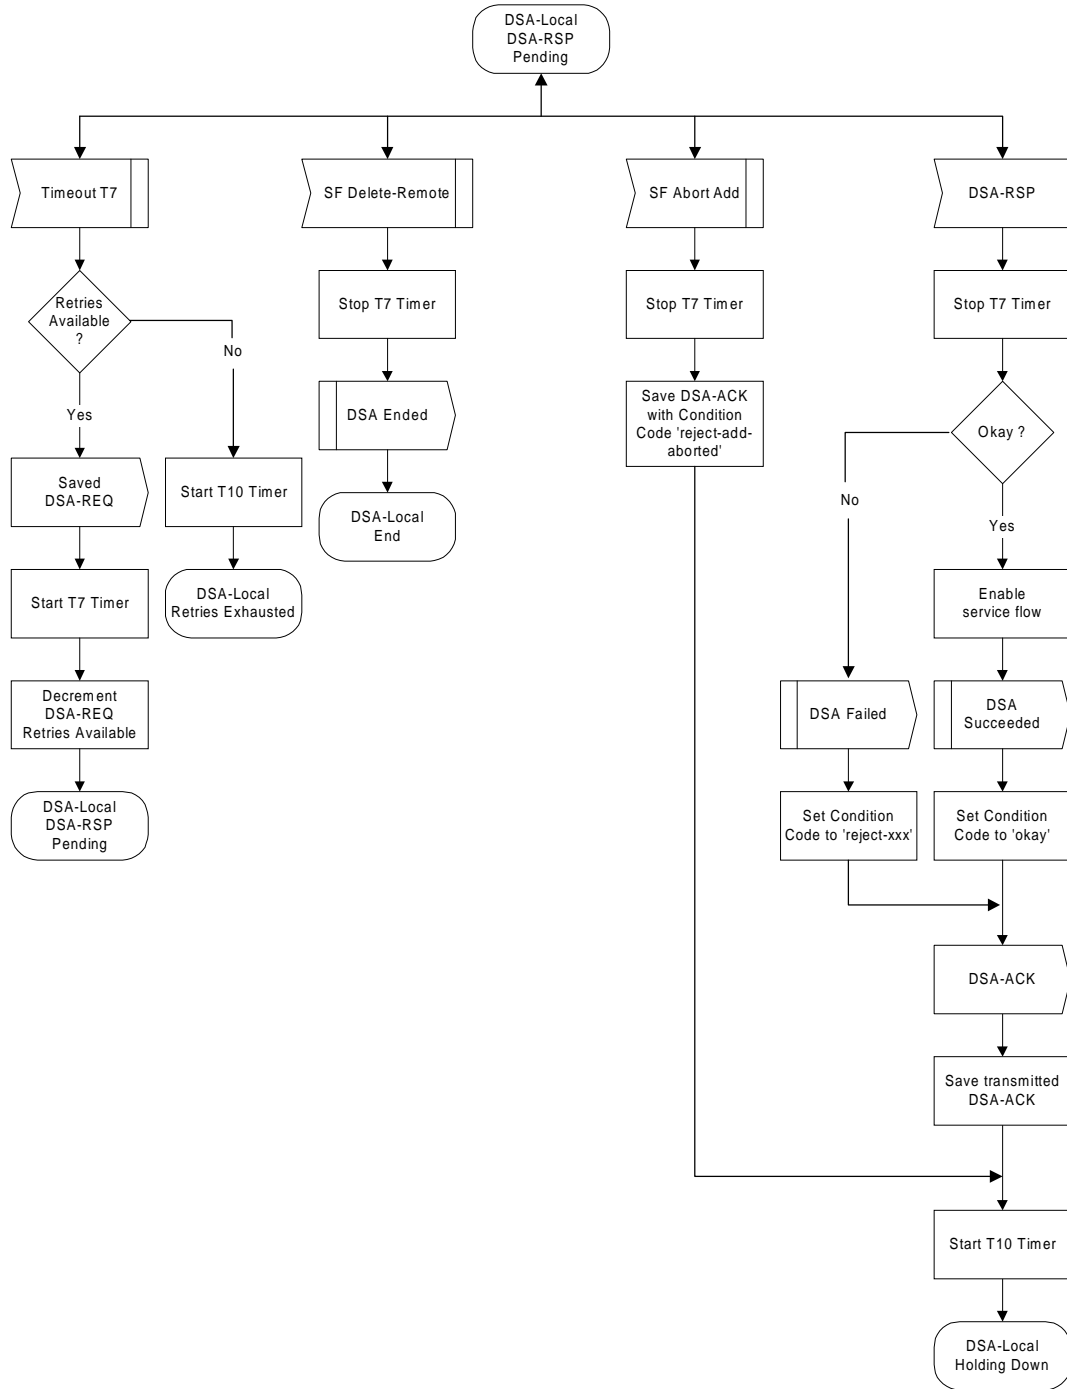 DSA-Local
DSA-RSP
Pending
Timeout T7
SF Delete-Remote
SF Abort Add
DSA-RSP
Retries
Available
?
No
Yes
Stop T7 Timer
Stop T7 Timer
Stop T7 Timer
DSA Ended
Save DSA-ACK
with Condition
Code 'reject-add-
aborted'
Okay ?
No
Yes
Saved
DSA-REQ
Start T10 Timer
DSA-Local
End
Start T7 Timer
DSA-Local
Retries Exhausted
Enable
service flow
Decrement
DSA-REQ
Retries Available
DSA Failed
DSA
Succeeded
DSA-Local
DSA-RSP
Pending
Set Condition
Code to 'reject-xxx'
Set Condition
Code to 'okay'
DSA-ACK
Save transmitted
DSA-ACK
Start T10 Timer
DSA-Local
Holding Down